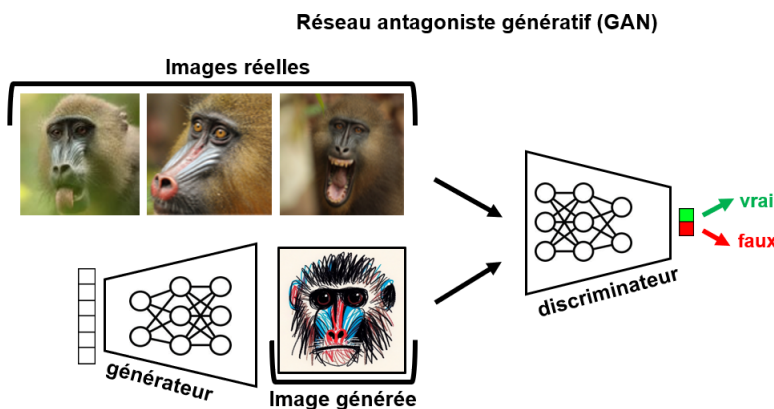 Réseau antagoniste génératif (GAN)
Images réelles
vrai
faux
discriminateur
générateur
Image générée